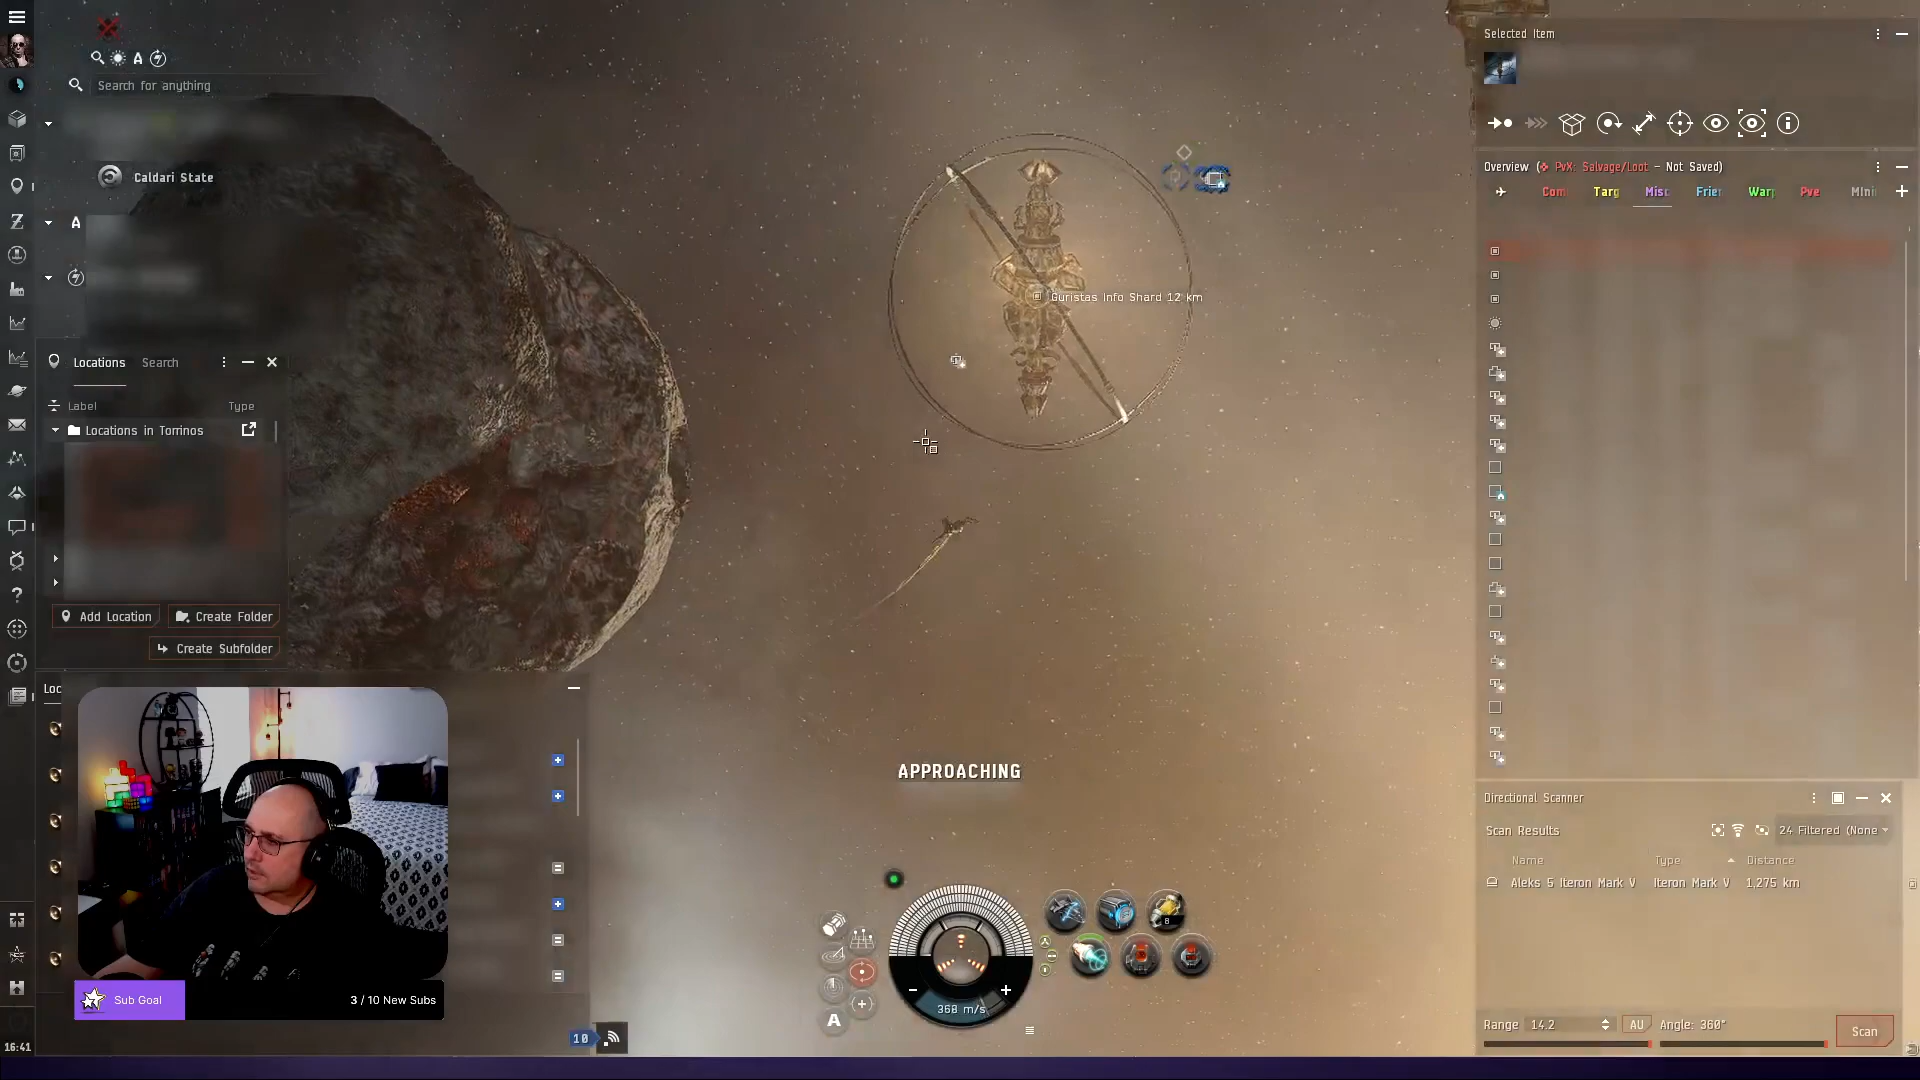 Search for anything
Caldari State
A
Locations
Search
Label
Type
Locations in Torrinos
Add Location
Create Folder
Create Subfolder
Loc
Sub Goal
3 / 10 New Subs
16:41
10
Guristas Info Shard 12 km
APPROACHING
368 m/s
A
8
Selected Item
Overview ( PvX: Salvage/Loot - Not Saved)
Com
Targ
Misc
Frien
Warp
Pve
Mini
Directional Scanner
Scan Results
24 Filtered (None
Name
Type
Distance
Aleks 5 Iteron Mark V
Iteron Mark V
1,275 km
Range
14.2
AU
Angle: 360°
Scan